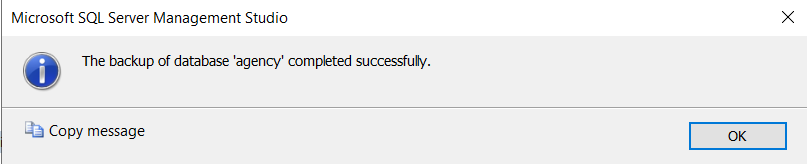 Microsoft SQL Server Management Studio
The backup of database 'agency' completed successfully.
Copy message
OK